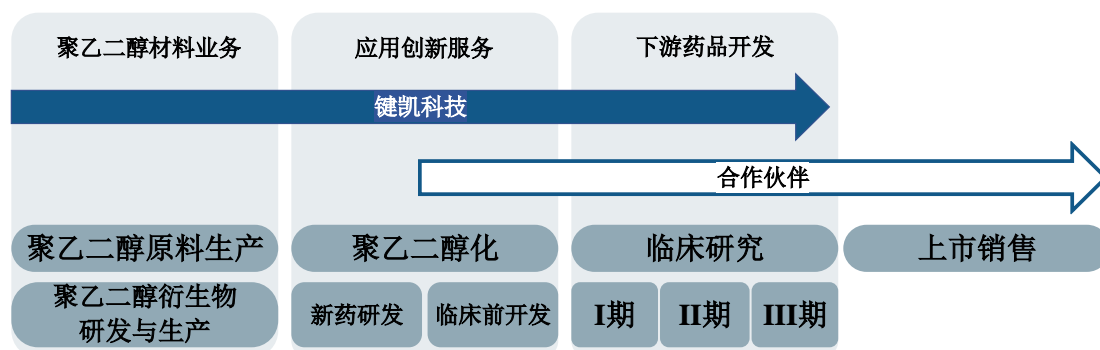 聚乙二醇材料业务
应用创新服务
下游药品开发
键凯科技
合作伙伴
聚乙二醇原料生产
聚乙二醇化
临床研究
上市销售
聚乙二醇衍生物
研发与生产
新药研发
临床前开发
I期
II期
III期